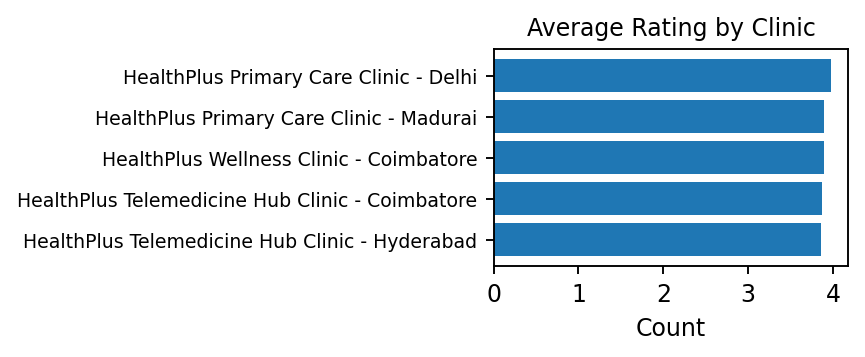 Average Rating by Clinic
HealthPlus Primary Care Clinic - Delhi
HealthPlus Primary Care Clinic - Madurai
HealthPlus Wellness Clinic - Coimbatore
HealthPlus Telemedicine Hub Clinic - Coimbatore
HealthPlus Telemedicine Hub Clinic - Hyderabad
0 1 2 3 4
Count